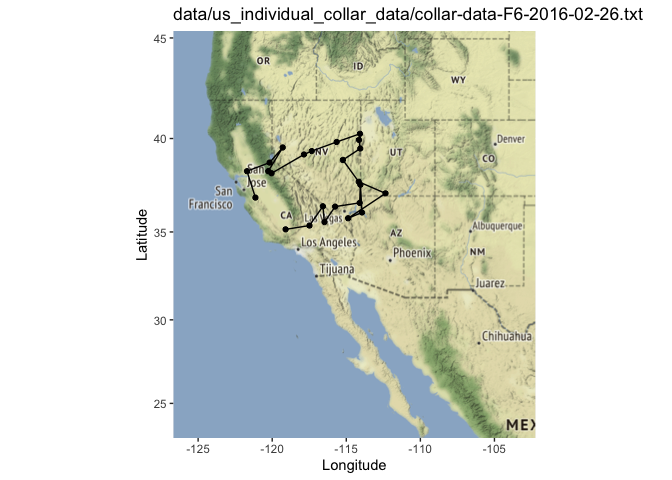 data/us_individual_collar_data/collar-data-F6-2016-02-26.txt
45
OR
ID
WY
40
Denver
NV
UT
CO
San
Jose
San
Francisco
CA
35
AZ
Albuquerque
Los Angeles
Phoenix
NM
Tijuana
Juarez
30
Chihuahua
25
MEX
Latitude
-125
-120
-115
-110
-105
Longitude